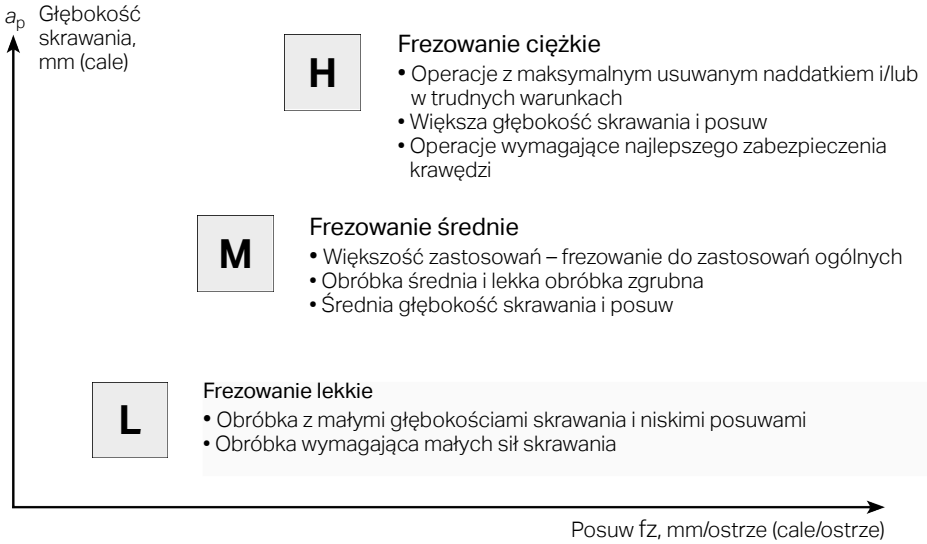 ap Głębokość
skrawania,
mm (cale)
H
Frezowanie ciężkie
• Operacje z maksymalnym usuwanym naddatkiem i/lub
w trudnych warunkach
• Większa głębokość skrawania i posuw
• Operacje wymagające najlepszego zabezpieczenia
krawędzi
M
Frezowanie średnie
• Większość zastosowań – frezowanie do zastosowań ogólnych
• Obróbka średnia i lekka obróbka zgrubna
• Średnia głębokość skrawania i posuw
L
Frezowanie lekkie
• Obróbka z małymi głębokościami skrawania i niskimi posuwami
• Obróbka wymagająca małych sił skrawania
Posuw fz, mm/ostrze (cale/ostrze)